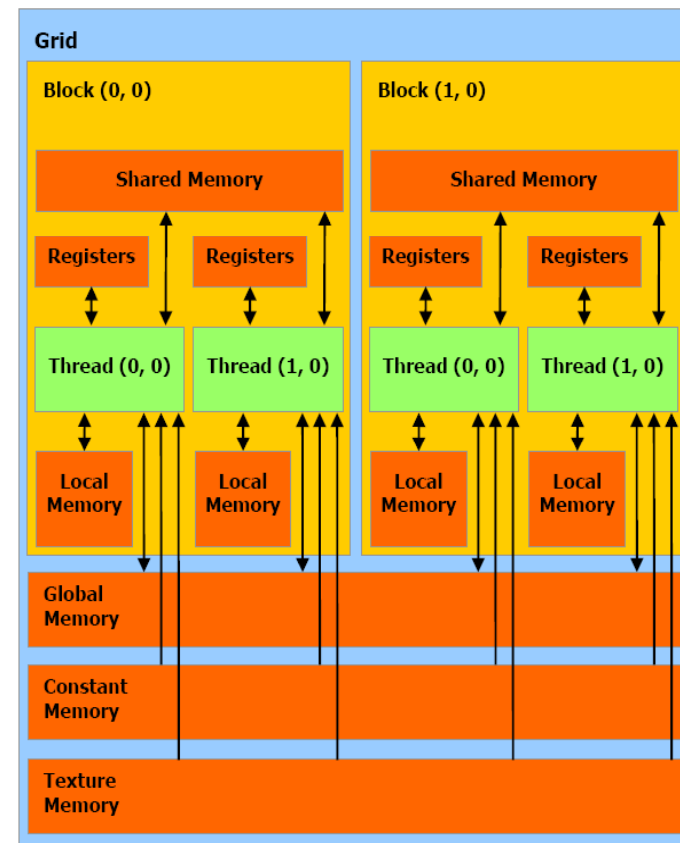 Grid
Block (0, 0)
Block (1, 0)
Shared Memory
Shared Memory
Registers
Registers
Registers
Registers
Thread (0, 0)
Thread (1, 0)
Thread (0, 0)
Thread (1, 0)
Local
Memory
Local
Memory
Local
Memory
Local
Memory
Global
Memory
Constant
Memory
Texture
Memory